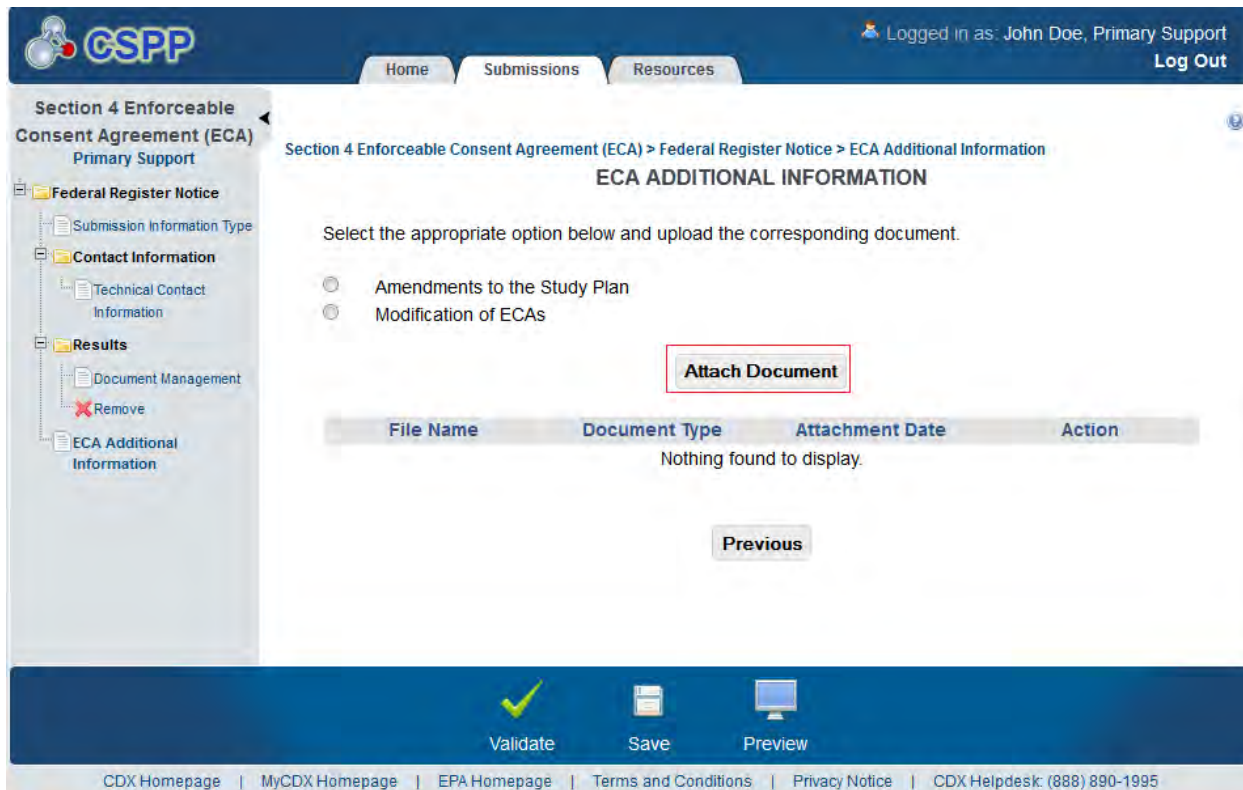 CSPP
Logged in as: John Doe, Primary Support
Log Out
Home Submissions Resources
Section 4 Enforceable
Consent Agreement (ECA)
Primary Support
Federal Register Notice
Submission Information Type
Contact Information
Technical Contact
Information
Results
Document Management
Remove
ECA Additional
Information
Section 4 Enforceable Consent Agreement (ECA) > Federal Register Notice > ECA Additional Information
ECA ADDITIONAL INFORMATION
Select the appropriate option below and upload the corresponding document.
Amendments to the Study Plan
Modification of ECAs
Attach Document
File Name Document Type Attachment Date Action
Nothing found to display.
Previous
Validate Save Preview
CDX Homepage | MyCDX Homepage | EPA Homepage | Terms and Conditions | Privacy Notice | CDX Helpdesk: (888) 890-1995